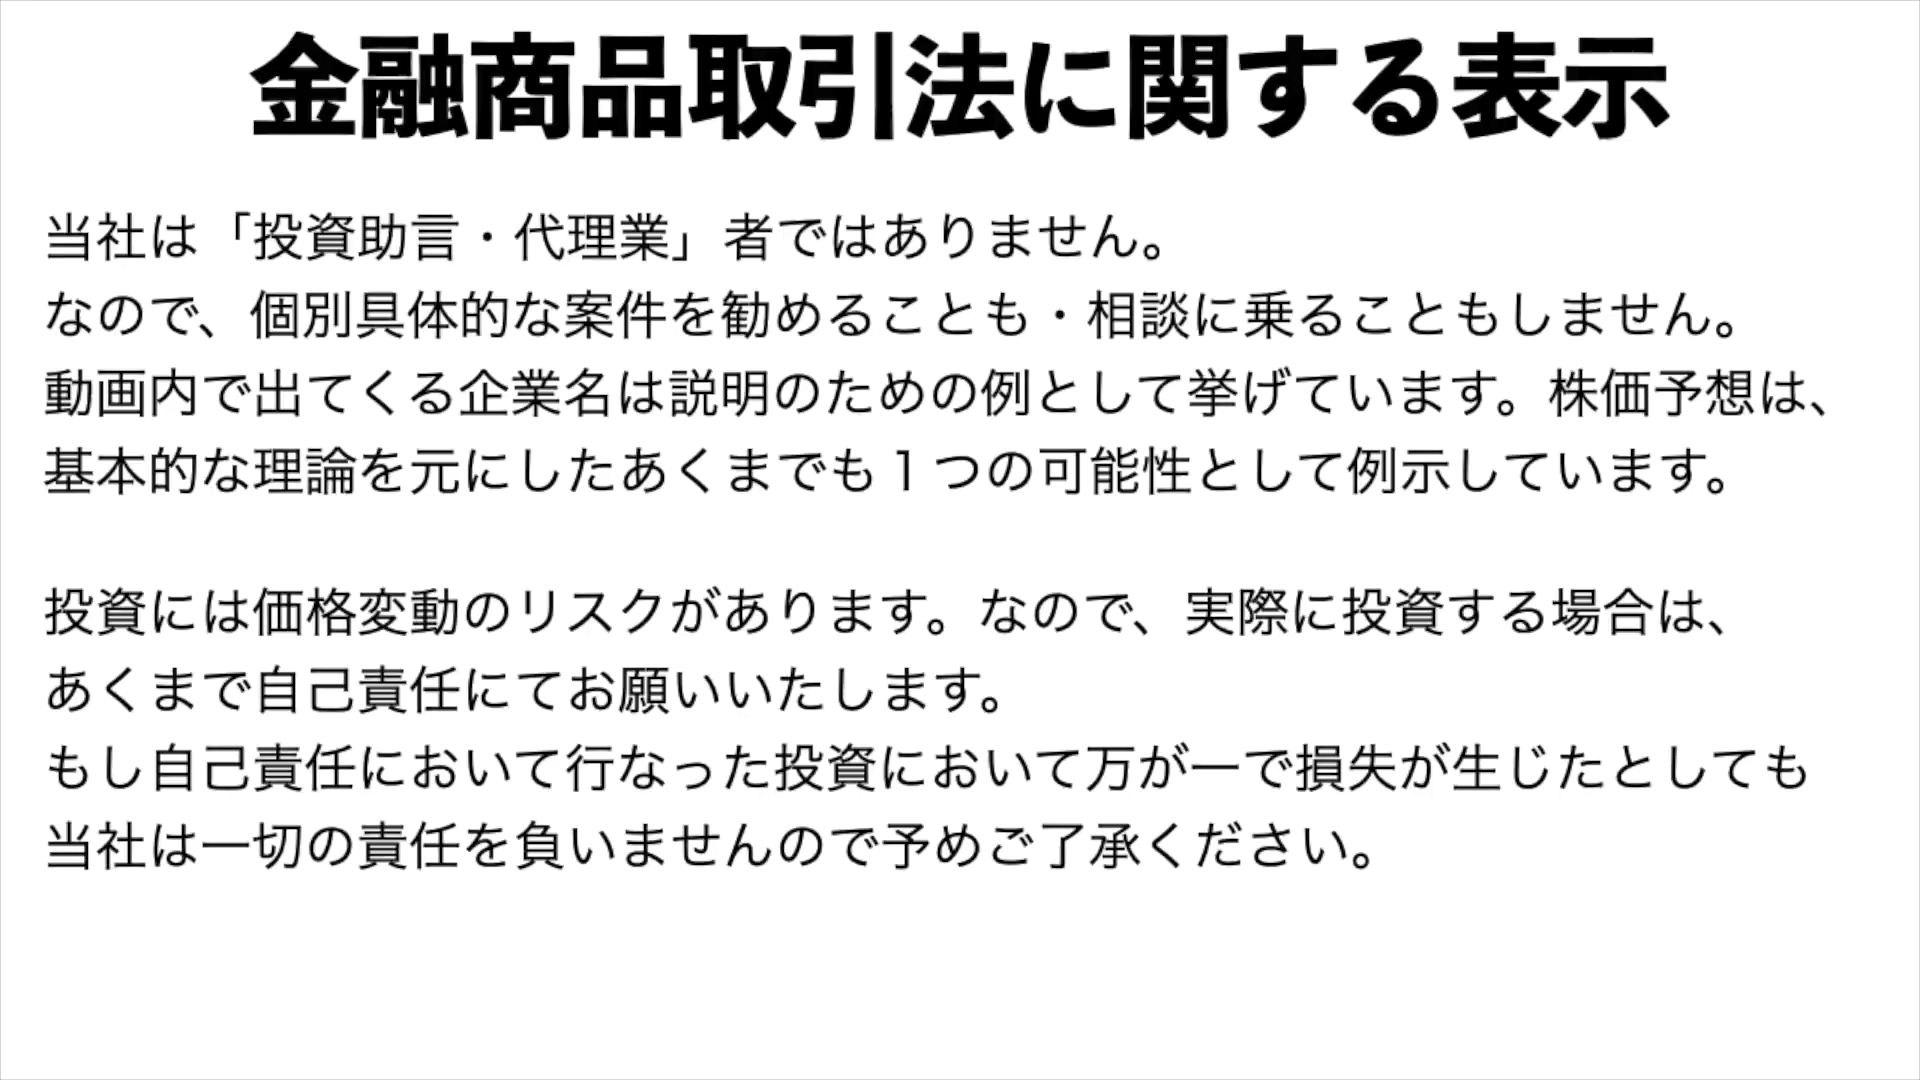 金融商品取引法に関する表示
当社は「投資助言・代理業」者ではありません。
なので、個別具体的な案件を勧めることも・相談に乗ることもしません。
動画内で出てくる企業名は説明のための例として挙げています。株価予想は、
基本的な理論を元にしたあくまでも１つの可能性として例示しています。
投資には価格変動のリスクがあります。なので、実際に投資する場合は、
あくまで自己責任にてお願いいたします。
もし自己責任において行なった投資において万が一で損失が生じたとしても
当社は一切の責任を負いませんので予めご了承ください。